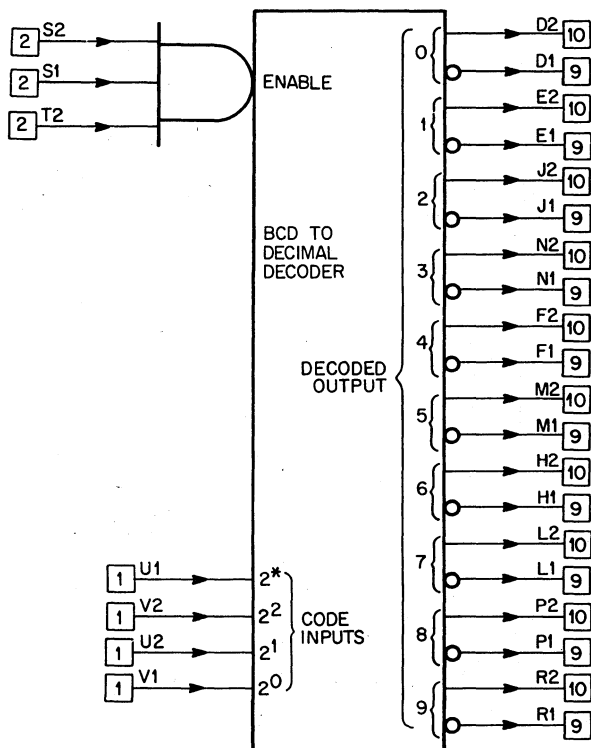 2 S2
2 S1
2 T2
ENABLE
BCD TO
DECIMAL
DECODER
1 U1 2*
1 V2 2²
1 U2 2¹
1 V1 2⁰
CODE
INPUTS
DECODED
OUTPUT
0
D2 10
D1 9
1
E2 10
E1 9
2
J2 10
J1 9
3
N2 10
N1 9
4
F2 10
F1 9
5
M2 10
M1 9
6
H2 10
H1 9
7
L2 10
L1 9
8
P2 10
P1 9
9
R2 10
R1 9